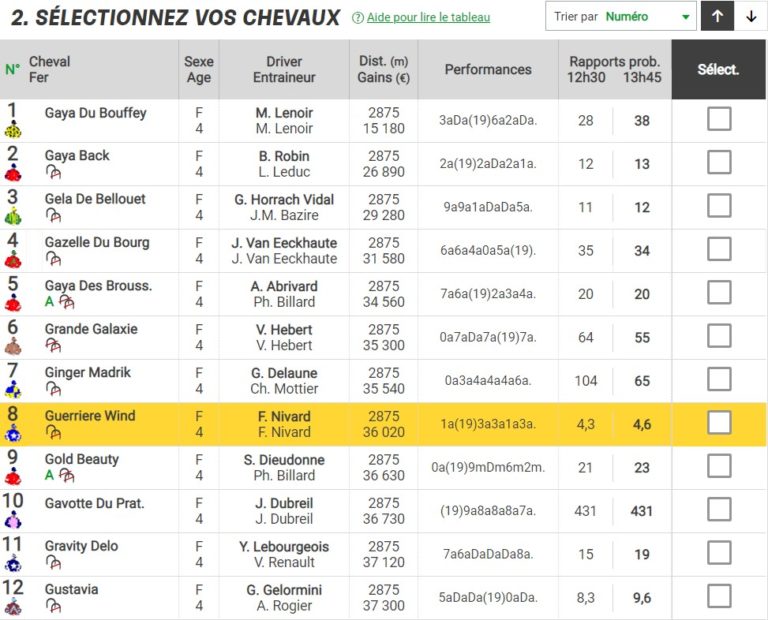 2. SÉLECTIONNEZ VOS CHEVAUX ? Aide pour lire le tableau Trier par Numéro
N° Cheval Fer Sexe Age Driver Entraineur Dist. (m) Gains (€) Performances Rapports prob. 12h30 13h45 Sélect.
1 Gaya Du Bouffey F 4 M. Lenoir M. Lenoir 2875 15 180 3aDa(19)6a2aDa. 28 38
2 Gaya Back F 4 B. Robin L. Leduc 2875 26 890 2a(19)2aDa2a1a. 12 13
3 Gela De Bellouet F 4 G. Horrach Vidal J.M. Bazire 2875 29 280 9a9a1aDaDa5a. 11 12
4 Gazelle Du Bourg F 4 J. Van Eeckhaute J. Van Eeckhaute 2875 31 580 6a6a4a0a5a(19). 35 34
5 Gaya Des Brouss. A F 4 A. Abrivard Ph. Billard 2875 34 560 7a6a(19)2a3a4a. 20 20
6 Grande Galaxie F 4 V. Hebert V. Hebert 2875 35 300 0a7aDa7a(19)7a. 64 55
7 Ginger Madrik F 4 G. Delaune Ch. Mottier 2875 35 540 0a3a4a4a4a6a. 104 65
8 Guerriere Wind F 4 F. Nivard F. Nivard 2875 36 020 1a(19)3a3a1a3a. 4,3 4,6
9 Gold Beauty A F 4 S. Dieudonne Ph. Billard 2875 36 630 0a(19)9mDm6m2m. 21 23
10 Gavotte Du Prat. F 4 J. Dubreil J. Dubreil 2875 36 730 (19)9a8a8a8a7a. 431 431
11 Gravity Delo F 4 Y. Lebourgeois V. Renault 2875 37 120 7a6aDaDaDa8a. 15 19
12 Gustavia F 4 G. Gelormini A. Rogier 2875 37 300 5aDaDa(19)0aDa. 8,3 9,6